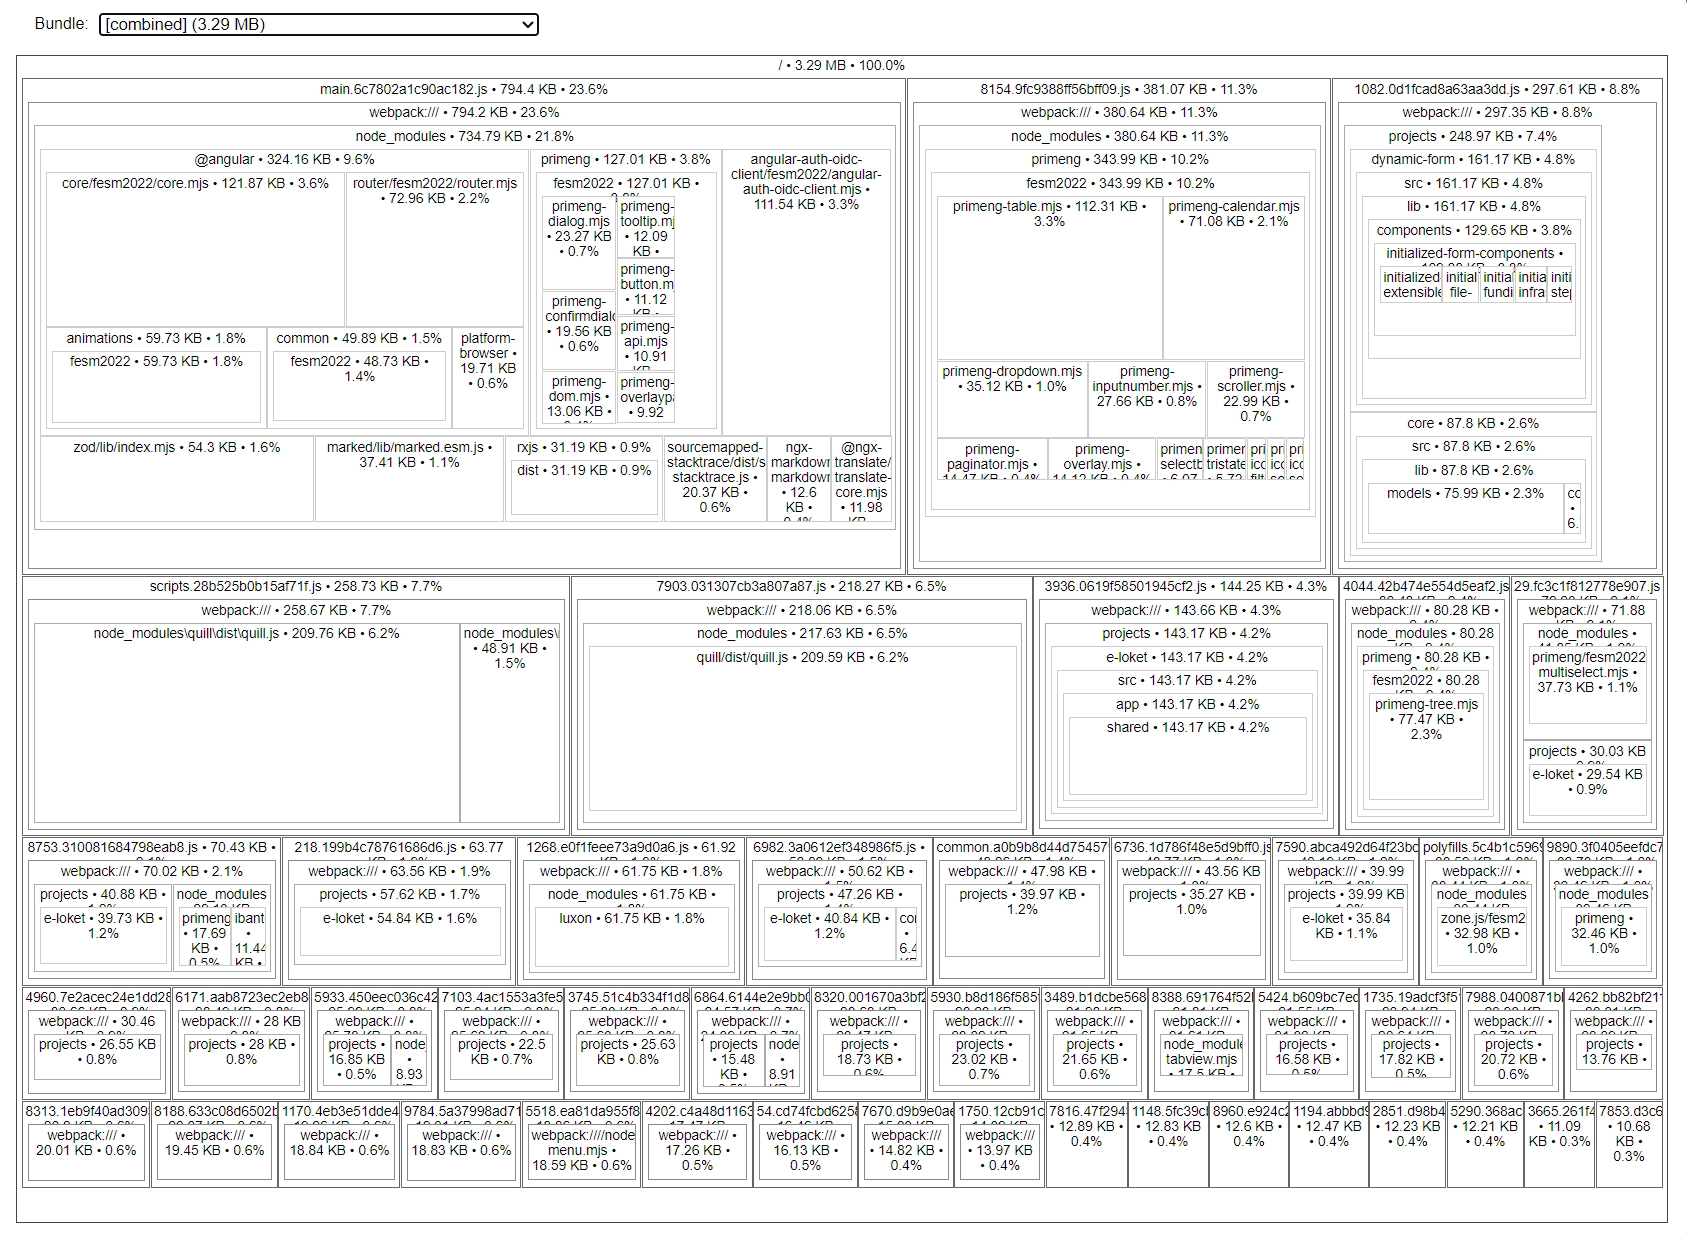 Bundle: [combined] (3.29 MB)
/ • 3.29 MB • 100.0%
main.6c7802a1c90ac182.js • 794.4 KB • 23.6%
webpack:/// • 794.2 KB • 23.6%
node_modules • 734.79 KB • 21.8%
@angular • 324.16 KB • 9.6%
core/fesm2022/core.mjs • 121.87 KB • 3.6%
router/fesm2022/router.mjs
• 72.96 KB • 2.2%
animations • 59.73 KB • 1.8%
fesm2022 • 59.73 KB • 1.8%
common • 49.89 KB • 1.5%
fesm2022 • 48.73 KB •
1.4%
platform-
browser •
19.71 KB
• 0.6%
primeng • 127.01 KB • 3.8%
fesm2022 • 127.01 KB •
primeng-
dialog.mjs
• 23.27 KB
• 0.7%
primeng-
confirmdialo
• 19.56 KB
• 0.6%
primeng-
dom.mjs •
13.06 KB •
primeng-
tooltip.mj
• 12.09
KB •
primeng-
button.m
• 11.12
primeng-
api.mjs
• 10.91
primeng-
overlaypa
• 9.92
angular-auth-oidc-
client/fesm2022/angular-
auth-oidc-client.mjs •
111.54 KB • 3.3%
zod/lib/index.mjs • 54.3 KB • 1.6%
marked/lib/marked.esm.js •
37.41 KB • 1.1%
rxjs • 31.19 KB • 0.9%
dist • 31.19 KB • 0.9%
sourcemapped-
stacktrace/dist/s
stacktrace.js •
20.37 KB •
0.6%
ngx-
markdown
markdown
• 12.6
KB •
@ngx-
translate/
translate-
core.mjs
• 11.98
8154.9fc9388ff56bff09.js • 381.07 KB • 11.3%
webpack:/// • 380.64 KB • 11.3%
node_modules • 380.64 KB • 11.3%
primeng • 343.99 KB • 10.2%
fesm2022 • 343.99 KB • 10.2%
primeng-table.mjs • 112.31 KB •
3.3%
primeng-calendar.mjs
• 71.08 KB • 2.1%
primeng-dropdown.mjs
• 35.12 KB • 1.0%
primeng-
inputnumber.mjs •
27.66 KB • 0.8%
primeng-
scroller.mjs •
22.99 KB •
0.7%
primeng-
paginator.mjs •
14.47 KB • 0.4%
primeng-
overlay.mjs •
14.12 KB • 0.4%
primen
selectb
• 6.07
primer
tristate
• 5.72
1082.0d1fcad8a63aa3dd.js • 297.61 KB • 8.8%
webpack:/// • 297.35 KB • 8.8%
projects • 248.97 KB • 7.4%
dynamic-form • 161.17 KB • 4.8%
src • 161.17 KB • 4.8%
lib • 161.17 KB • 4.8%
components • 129.65 KB • 3.8%
initialized-form-components •
initialized-
extensible
initial
file-
initia
fundi
initia
infra
initi
step
core • 87.8 KB • 2.6%
src • 87.8 KB • 2.6%
lib • 87.8 KB • 2.6%
models • 75.99 KB • 2.3%
co
•
6.
scripts.28b525b0b15af71f.js • 258.73 KB • 7.7%
webpack:/// • 258.67 KB • 7.7%
node_modules\quill\dist\quill.js • 209.76 KB • 6.2%
node_modules\
• 48.91 KB •
1.5%
7903.031307cb3a807a87.js • 218.27 KB • 6.5%
webpack:/// • 218.06 KB • 6.5%
node_modules • 217.63 KB • 6.5%
quill/dist/quill.js • 209.59 KB • 6.2%
3936.0619f58501945cf2.js • 144.25 KB • 4.3%
webpack:/// • 143.66 KB • 4.3%
projects • 143.17 KB • 4.2%
e-loket • 143.17 KB • 4.2%
src • 143.17 KB • 4.2%
app • 143.17 KB • 4.2%
shared • 143.17 KB • 4.2%
4044.42b474e554d5eaf2.js
webpack:/// • 80.28 KB
node_modules • 80.28
primeng • 80.28 KB •
fesm2022 • 80.28
primeng-tree.mjs
• 77.47 KB •
2.3%
29.fc3c1f812778e907.js
webpack:/// • 71.88
node_modules •
primeng/fesm2022
multiselect.mjs •
37.73 KB • 1.1%
projects • 30.03 KB
e-loket • 29.54 KB
• 0.9%
8753.310081684798eab8.js • 70.43 KB •
webpack:/// • 70.02 KB • 2.1%
projects • 40.88 KB •
e-loket • 39.73 KB •
1.2%
node_modules
primeng
• 17.69
KB •
0.5%
ibant
•
11.44
KB •
218.199b4c78761686d6.js • 63.77
webpack:/// • 63.56 KB • 1.9%
projects • 57.62 KB • 1.7%
e-loket • 54.84 KB • 1.6%
1268.e0f1feee73a9d0a6.js • 61.92
webpack:/// • 61.75 KB • 1.8%
node_modules • 61.75 KB •
luxon • 61.75 KB • 1.8%
6982.3a0612ef348986f5.js •
webpack:/// • 50.62 KB •
projects • 47.26 KB •
e-loket • 40.84 KB •
1.2%
cor
•
6.4
common.a0b9b8d44d75457
webpack:/// • 47.98 KB •
projects • 39.97 KB •
1.2%
6736.1d786f48e5d9bff0.js
webpack:/// • 43.56 KB
projects • 35.27 KB •
1.0%
7590.abca492d64f23bc
webpack:/// • 39.99
projects • 39.99 KB
e-loket • 35.84
KB • 1.1%
polyfills.5c4b1c5969
webpack:/// •
node_modules
zone.js/fesm2
• 32.98 KB •
1.0%
9890.3f0405eefdc7
webpack:/// •
node_modules
primeng •
32.46 KB •
1.0%
4960.7e2acec24e1dd28
webpack:/// • 30.46
projects • 26.55 KB
• 0.8%
6171.aab8723ec2eb8
webpack:/// • 28 KB
projects • 28 KB •
0.8%
5933.450eec036c42
webpack:/// •
projects •
16.85 KB
• 0.5%
node_
•
8.93
7103.4ac1553a3fe5
webpack:/// •
projects • 22.5
KB • 0.7%
3745.51c4b334f1d8
webpack:/// •
projects • 25.63
KB • 0.8%
6864.6144e2e9bb0
webpack:/// •
projects
• 15.48
KB •
node
•
8.91
8320.001670a3bf2
webpack:/// •
projects •
18.73 KB •
0.6%
5930.b8d186f585
webpack:/// •
projects •
23.02 KB •
0.7%
3489.b1dcbe568
webpack:/// •
projects •
21.65 KB •
0.6%
8388.691764f52
webpack:/// •
node_module
tabview.mjs
• 17.5 KB •
5424.b609bc7ed
webpack:/// •
projects •
16.58 KB •
0.5%
1735.19adcf3f5
webpack:/// •
projects •
17.82 KB •
0.5%
7988.0400871b
webpack:/// •
projects •
20.72 KB •
0.6%
4262.bb82bf21
webpack:/// •
projects •
13.76 KB •
8313.1eb9f40ad309
webpack:/// •
20.01 KB • 0.6%
8188.633c08d6502b
webpack:/// •
19.45 KB • 0.6%
1170.4eb3e51dde4
webpack:/// •
18.84 KB • 0.6%
9784.5a37998ad71
webpack:/// •
18.83 KB • 0.6%
5518.ea81da955f8
webpack:////node
menu.mjs •
18.59 KB • 0.6%
4202.c4a48d1163
webpack:/// •
17.26 KB •
0.5%
54.cd74fcbd6258
webpack:/// •
16.13 KB •
0.5%
7670.d9b9e0ae
webpack:///
• 14.82 KB •
0.4%
1750.12cb91c
webpack:///
• 13.97 KB
• 0.4%
7816.47f294
• 12.89 KB •
0.4%
1148.5fc39c
• 12.83 KB
• 0.4%
8960.e924c2
• 12.6 KB •
0.4%
1194.abbbd9
• 12.47 KB
• 0.4%
2851.d98b4
• 12.23 KB
• 0.4%
5290.368ac
• 12.21 KB
• 0.4%
3665.261f4
• 11.09
KB • 0.3%
7853.d3c6
• 10.68
KB •
0.3%